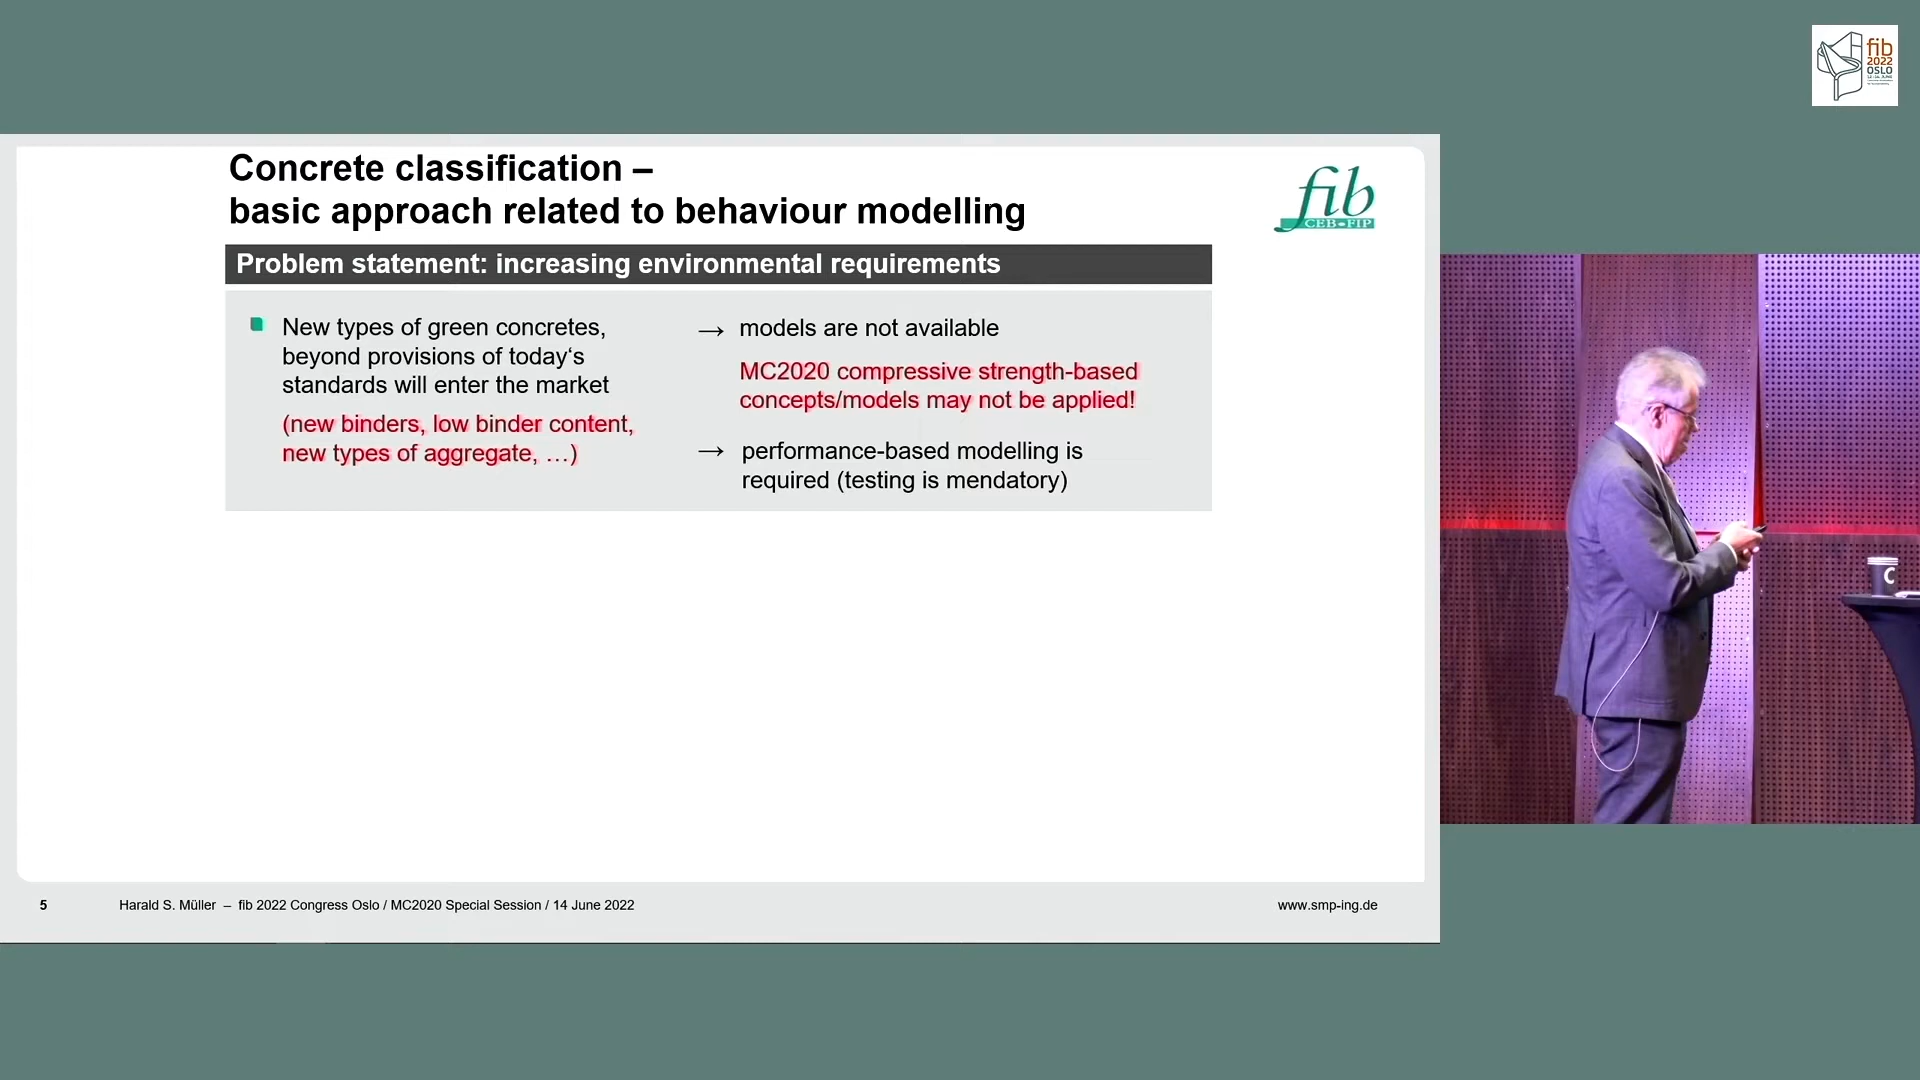 fib
2022
OSLO
Concrete classification –
basic approach related to behaviour modelling
fib
CEB-FIP
Problem statement: increasing environmental requirements
New types of green concretes,
beyond provisions of today‘s
standards will enter the market
(new binders, low binder content,
new types of aggregate, …)
→ models are not available
MC2020 compressive strength-based
concepts/models may not be applied!
→ performance-based modelling is
required (testing is mendatory)
C
5
Harald S. Müller – fib 2022 Congress Oslo / MC2020 Special Session / 14 June 2022
www.smp-ing.de